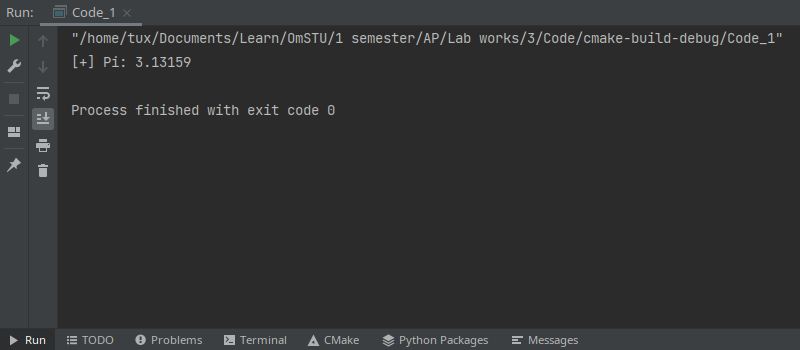 Run: Code_1
"/home/tux/Documents/Learn/OmSTU/1 semester/AP/Lab works/3/Code/cmake-build-debug/Code_1"
[+] Pi: 3.13159
Process finished with exit code 0
Run TODO Problems Terminal CMake Python Packages Messages